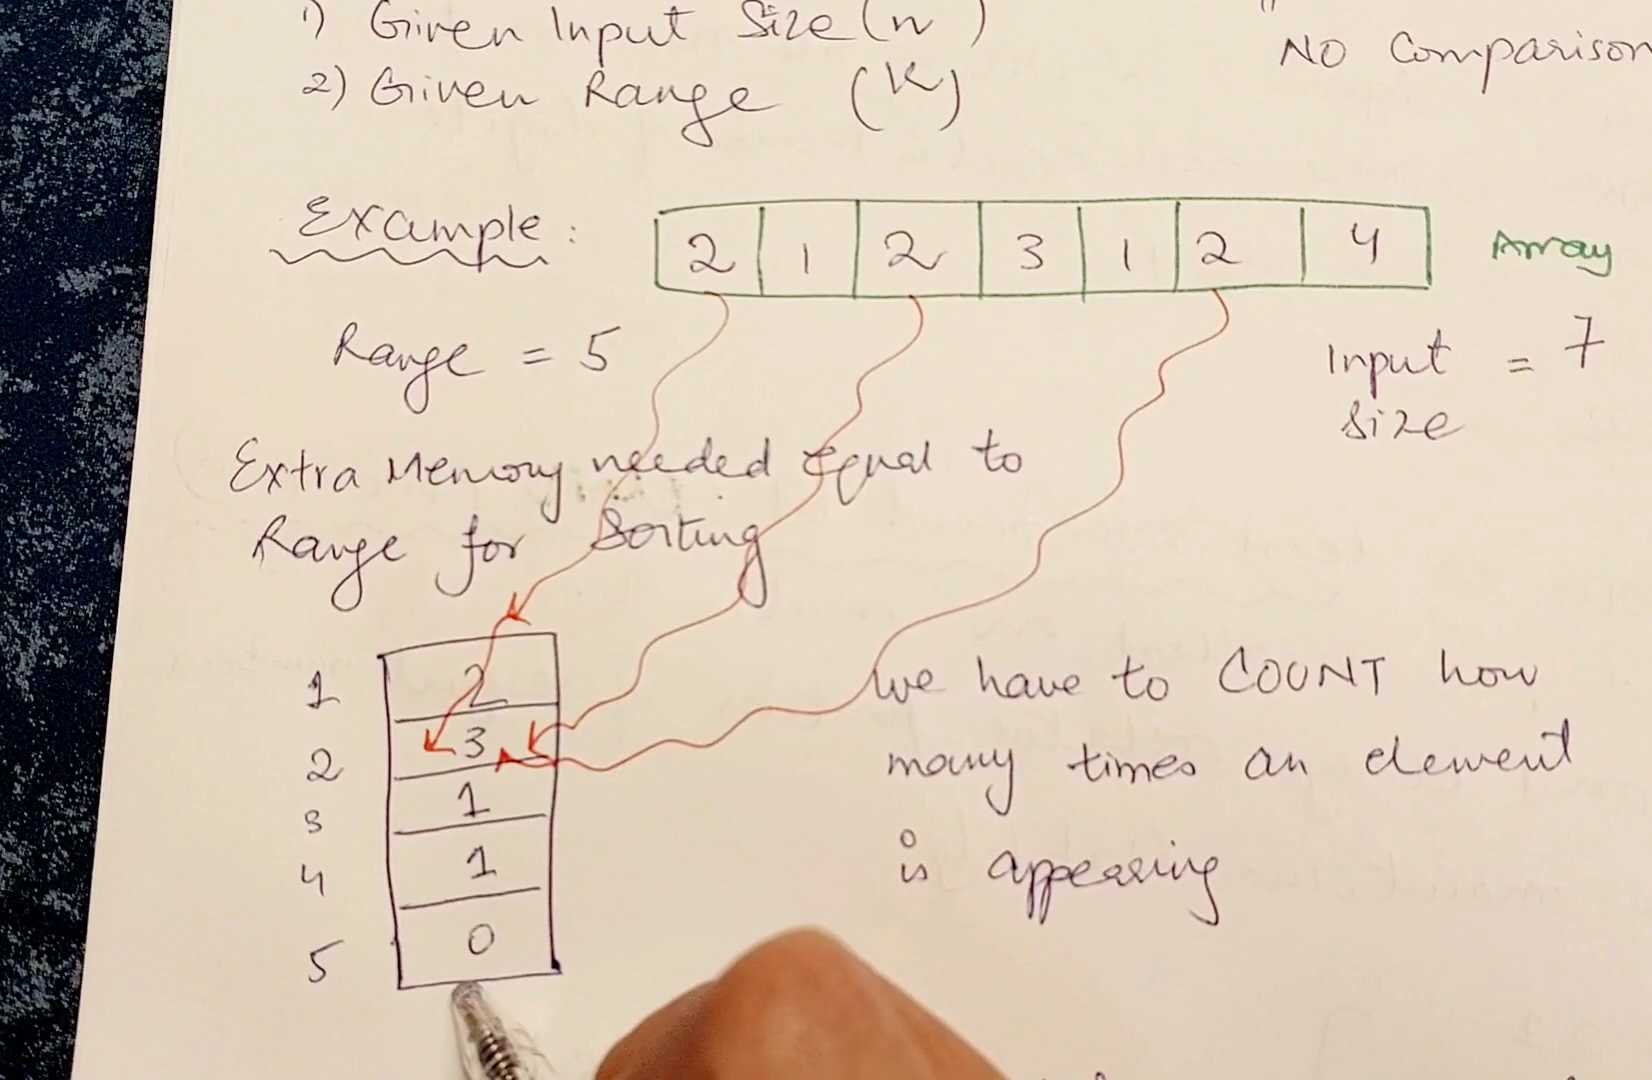 1) Given Input Size (n)
2) Given Range (K)
"
NO Comparison
Example:
2 1 2 3 1 2 4
Array
Range = 5
Input Size = 7
Extra Memory needed equal to
Range for Sorting
1 2
2 3
3 1
4 1
5 0
we have to COUNT how
many times an element
is appearing